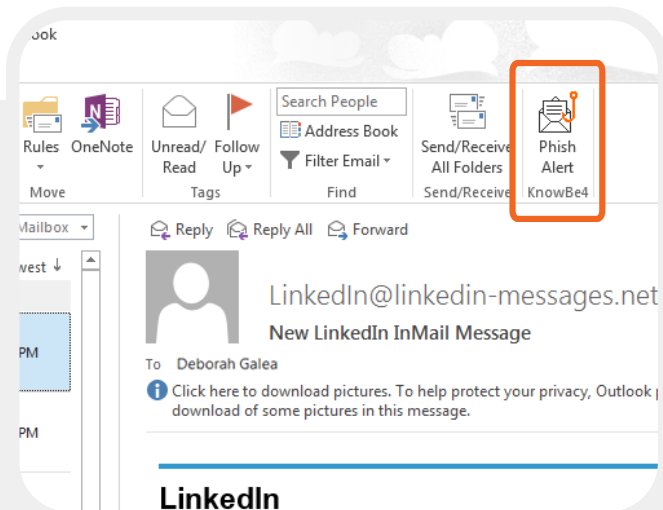 Search People
Address Book
Filter Email
Rules OneNote
Unread/ Follow
Read Up
Send/Receive
All Folders
Phish
Alert
Move
Tags
Find
Send/Receive
KnowBe4
Reply Reply All Forward
LinkedIn@linkedin-messages.net
New LinkedIn InMail Message
PM
To Deborah Galea
Click here to download pictures. To help protect your privacy, Outlook
download of some pictures in this message.
PM
LinkedIn